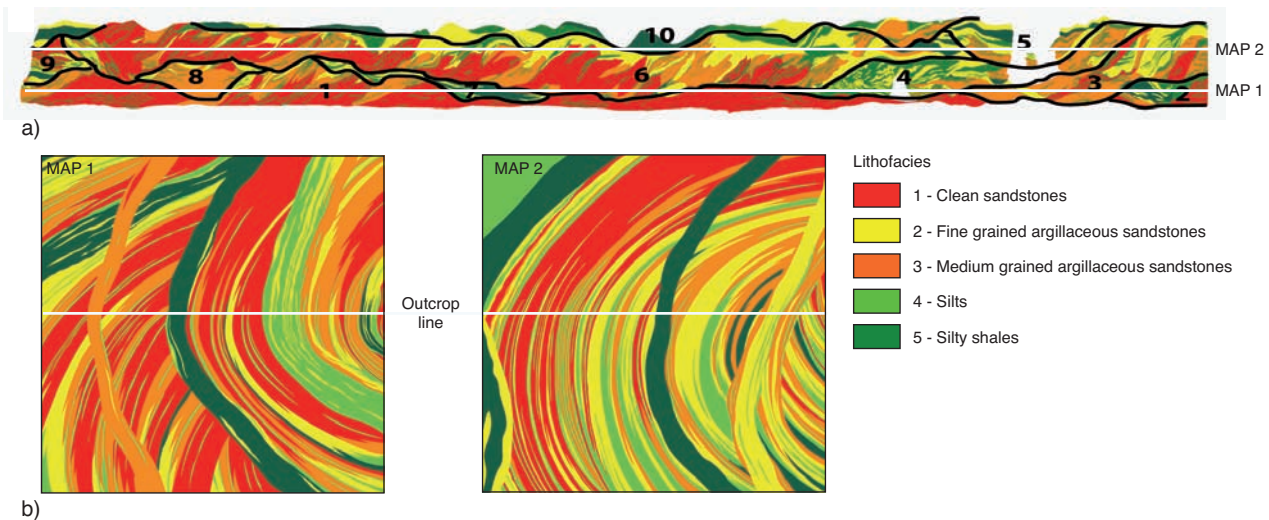 10
5
MAP 2
9
8
1
7
6
4
3
2
MAP 1
a)
MAP 1
MAP 2
Outcrop
line
Lithofacies
1 - Clean sandstones
2 - Fine grained argillaceous sandstones
3 - Medium grained argillaceous sandstones
4 - Silts
5 - Silty shales
b)